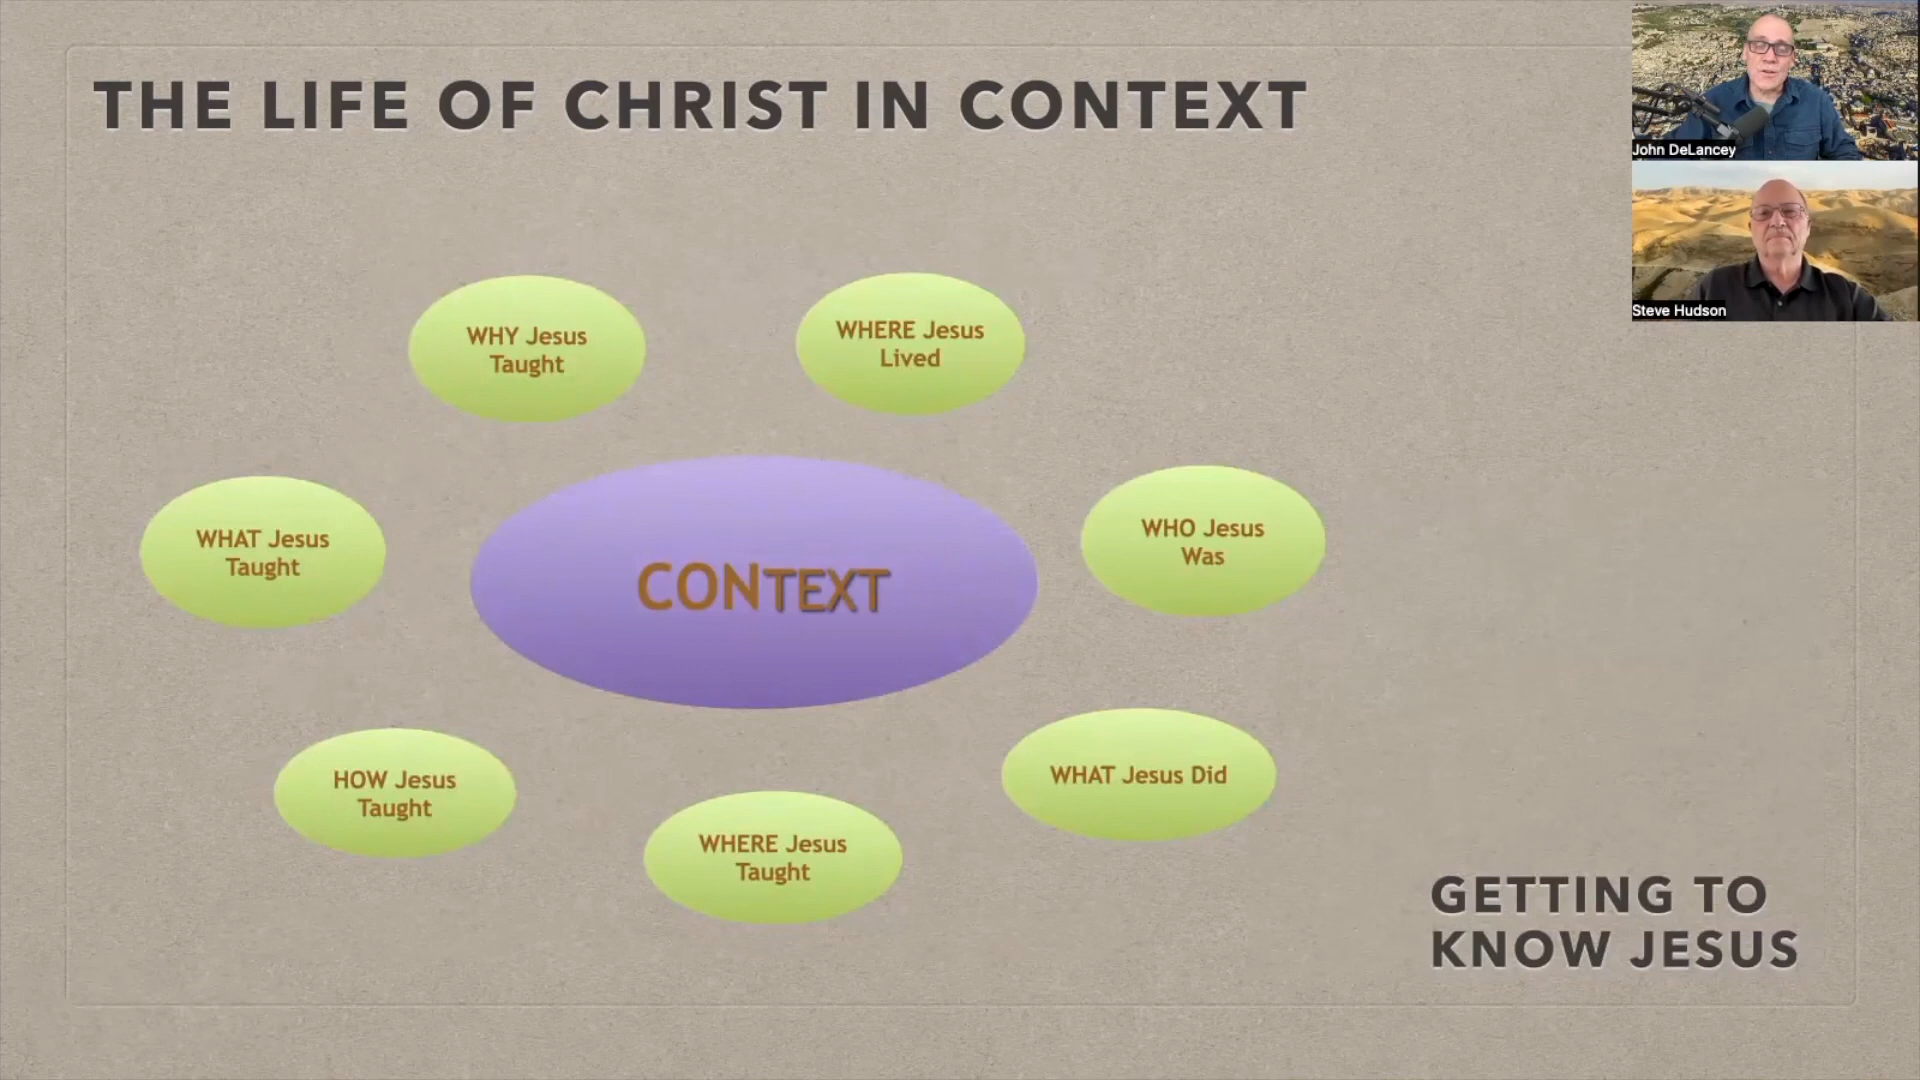 THE LIFE OF CHRIST IN CONTEXT
John DeLancey
Steve Hudson
WHY Jesus
Taught
WHERE Jesus
Lived
WHAT Jesus
Taught
CONTEXT
WHO Jesus
Was
HOW Jesus
Taught
WHERE Jesus
Taught
WHAT Jesus Did
GETTING TO
KNOW JESUS